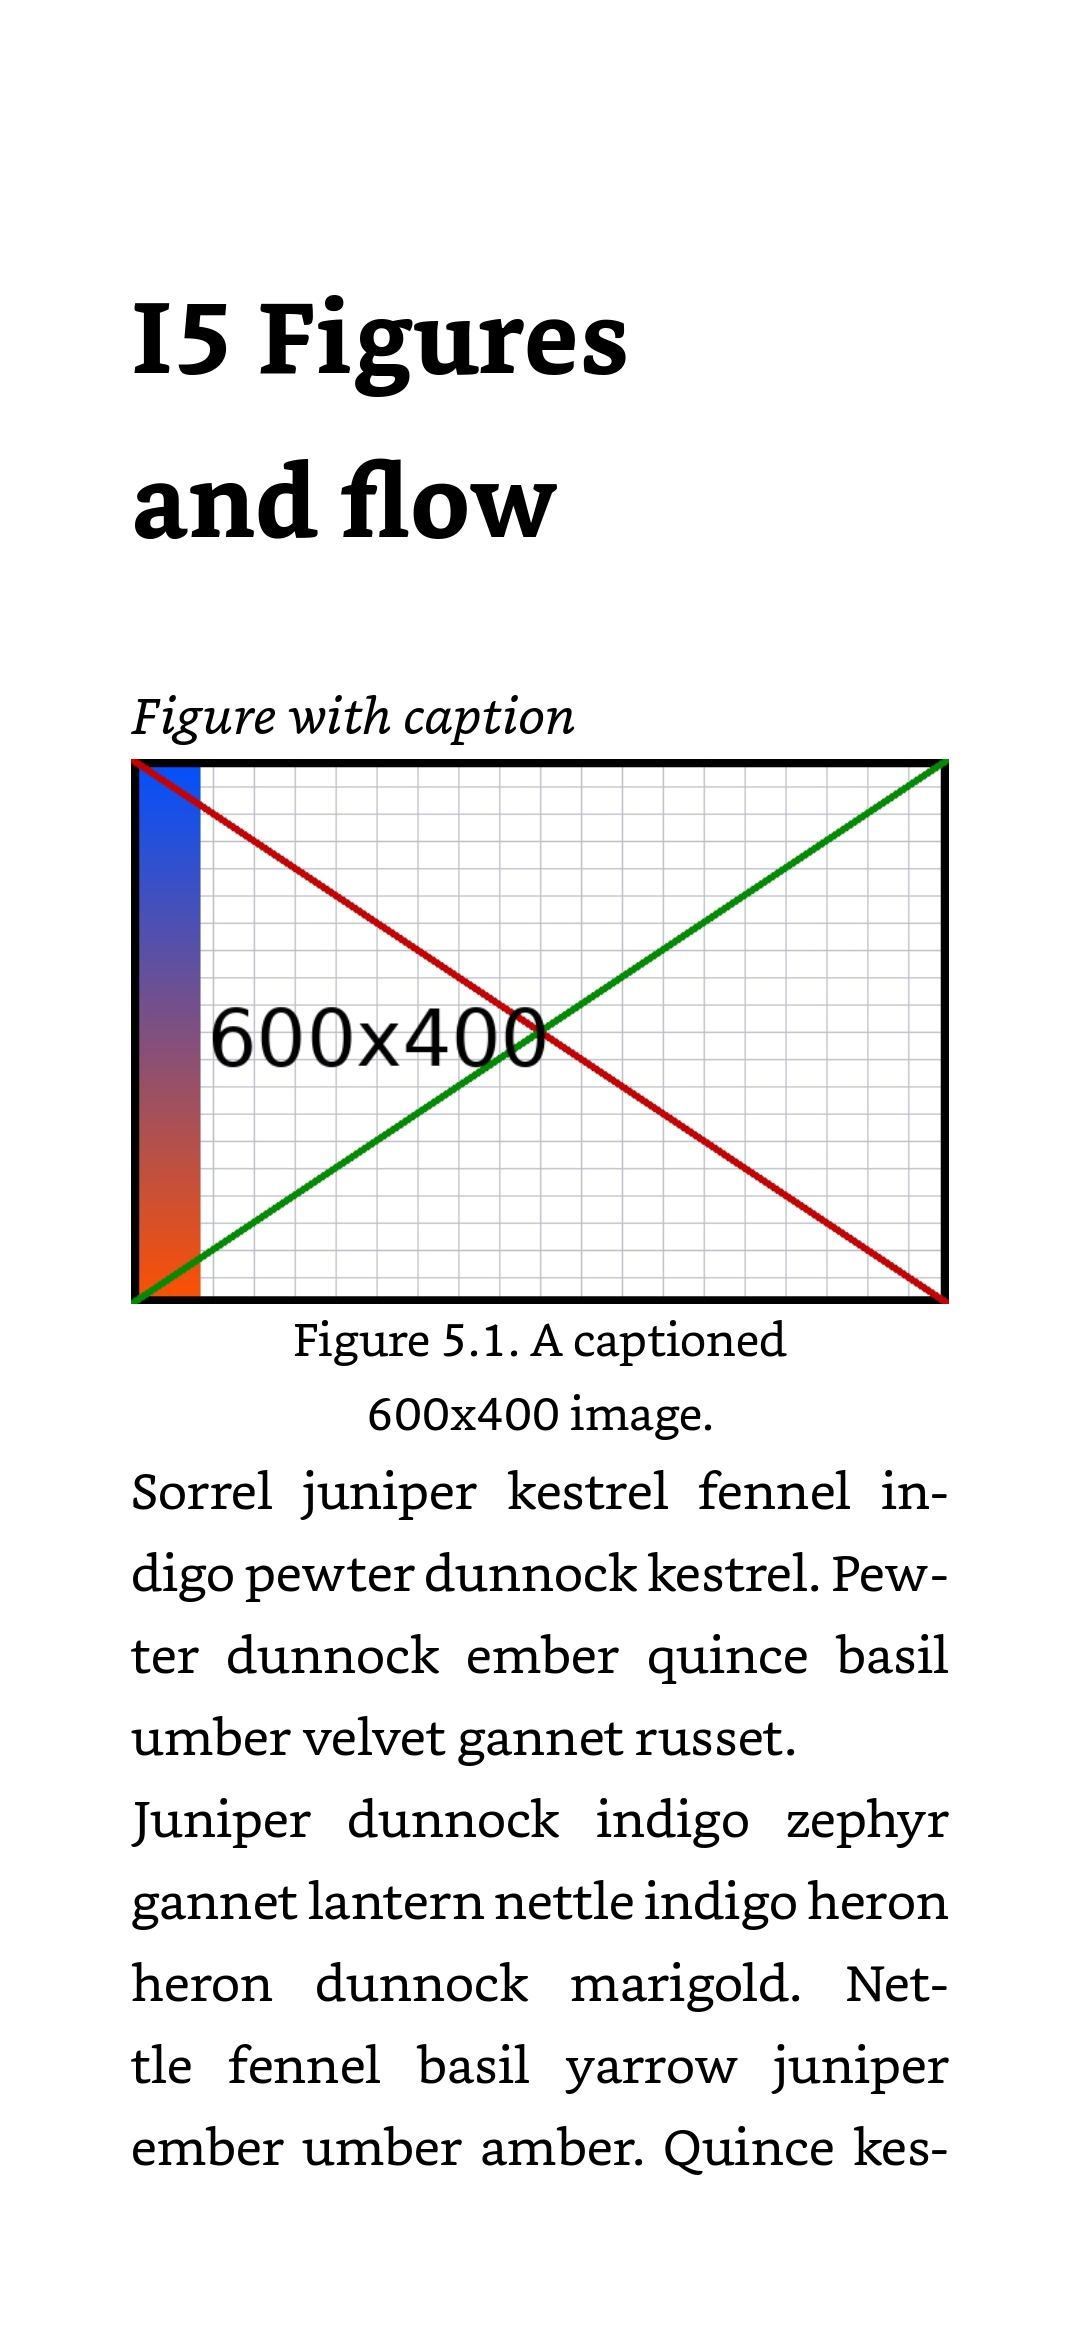 I5 Figures
and flow
Figure with caption
600x400
Figure 5.1. A captioned
600x400 image.
Sorrel juniper kestrel fennel in-
digo pewter dunnock kestrel. Pew-
ter dunnock ember quince basil
umber velvet gannet russet.
Juniper dunnock indigo zephyr
gannet lantern nettle indigo heron
heron dunnock marigold. Net-
tle fennel basil yarrow juniper
ember umber amber. Quince kes-